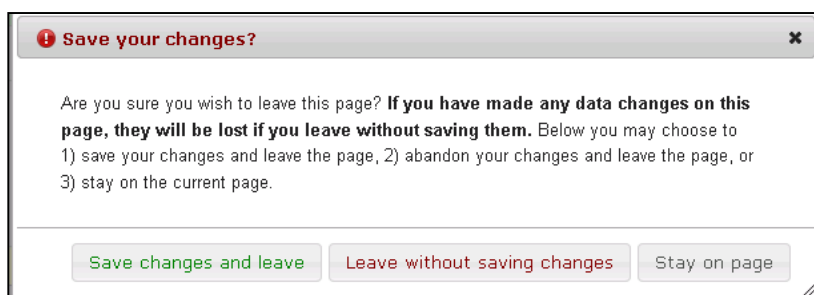 Save your changes?
Are you sure you wish to leave this page? If you have made any data changes on this
page, they will be lost if you leave without saving them. Below you may choose to
1) save your changes and leave the page, 2) abandon your changes and leave the page, or
3) stay on the current page.
Save changes and leave Leave without saving changes Stay on page